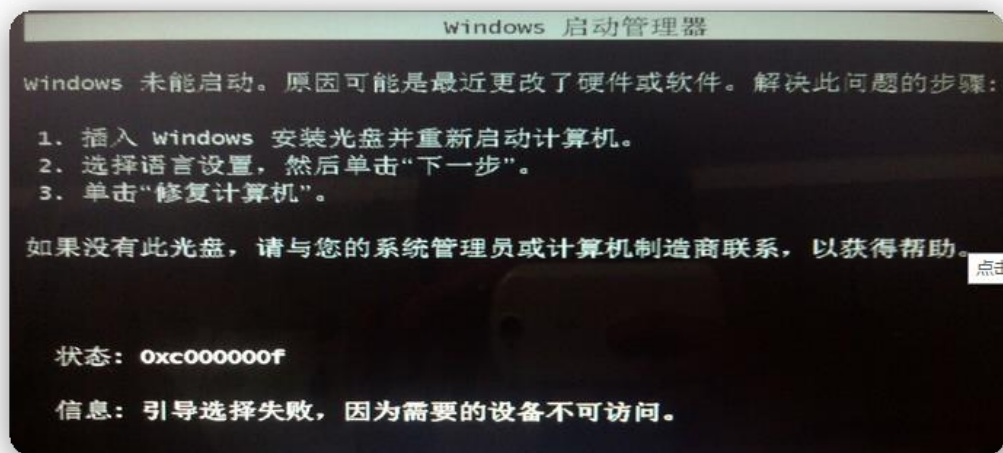 Windows 启动管理器
Windows 未能启动。原因可能是最近更改了硬件或软件。解决此问题的步骤:
1. 插入 Windows 安装光盘并重新启动计算机。
2. 选择语言设置，然后单击“下一步”。
3. 单击“修复计算机”。
如果没有此光盘，请与您的系统管理员或计算机制造商联系，以获得帮助。
点击
状态: 0xc000000f
信息: 引导选择失败，因为需要的设备不可访问。